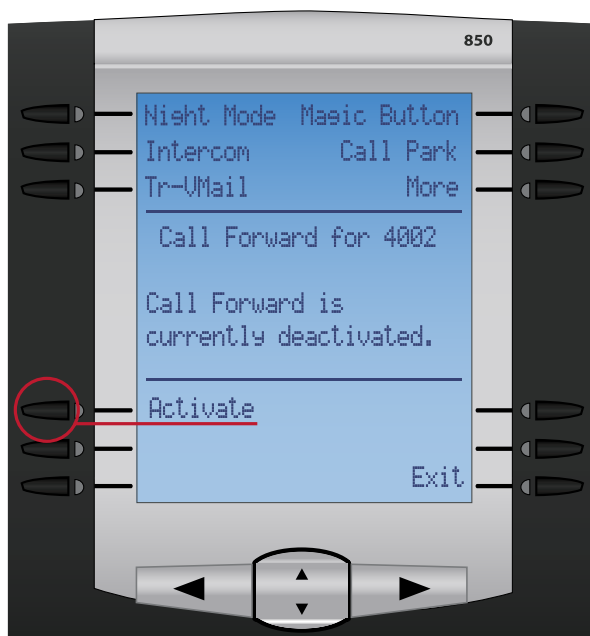 850
Night Mode Magic Button
Intercom Call Park
Tr-VMail More
Call Forward for 4002
Call Forward is
currently deactivated.
Activate
Exit